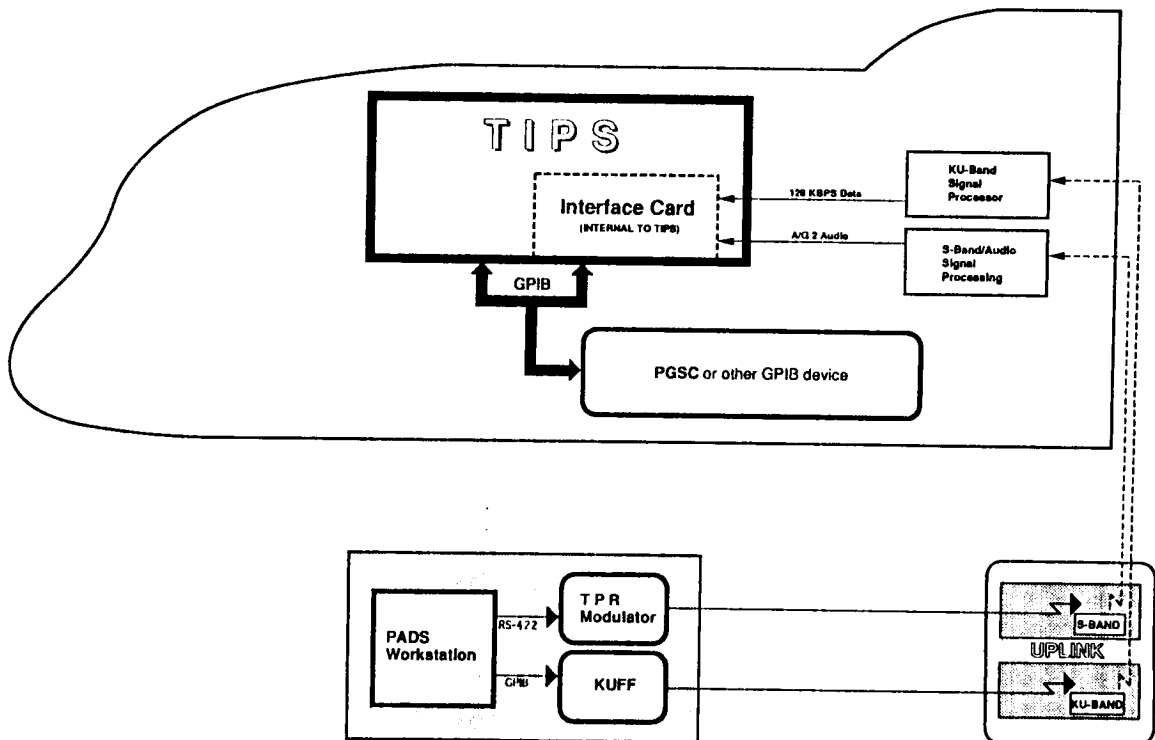 TIPS
Interface Card
(INTERNAL TO TIPS)
128 KBPS Data
A/G 2 Audio
KU-Band
Signal
Processor
S-Band/Audio
Signal
Processing
GPIB
PGSC or other GPIB device
PADS
Workstation
RS-422
GPIB
TPR
Modulator
KUFF
S-BAND
UPLINK
KU-BAND